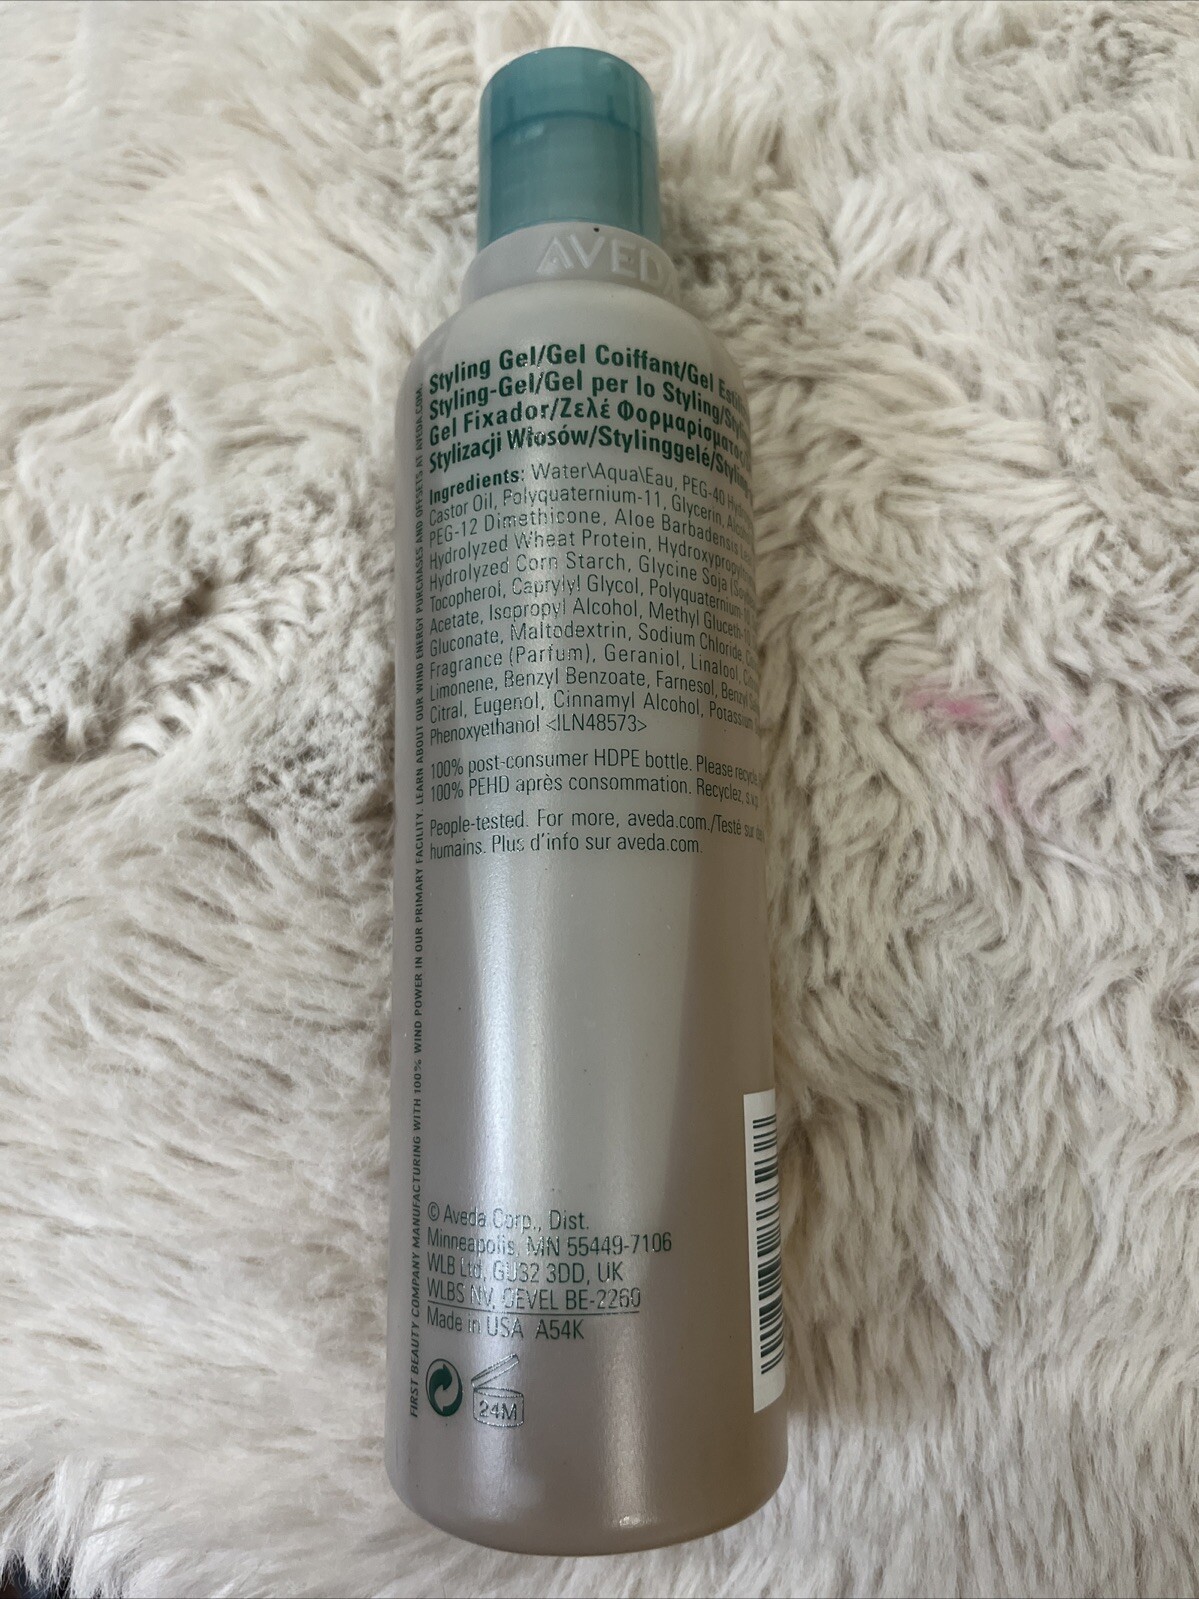 AVEDA
Styling Gel/Gel Coiffant/Gel
Styling-Gel/Gel per lo Styling/
Gel Fixador/Ζελέ Φορμαρίσματος/
Stylizacji Włosów/Stylinggelé/
Ingredients: Water\Aqua\Eau, PEG-40
Castor Oil, Polyquaternium-11, Glycerin,
PEG-12 Dimethicone, Aloe Barbadensis
Hydrolyzed Wheat Protein,
Hydrolyzed Corn Starch, Glycine Soja
Tocopherol, Caprylyl Glycol,
Acetate, Isopropyl Alcohol, Methyl Gluceth-10,
Gluconate, Maltodextrin, Sodium Chloride,
Fragrance (Parfum), Geraniol, Linalool,
Limonene, Benzyl Benzoate, Farnesol, Benzyl
Citral, Eugenol, Cinnamyl Alcohol, Potassium
Phenoxyethanol <ILN48573>
100% post-consumer HDPE bottle. Please recycle
100% PEHD après consommation. Recyclez, s.v.p.
People-tested. For more, aveda.com./Testé sur des
humains. Plus d'info sur aveda.com.
© Aveda Corp., Dist.
Minneapolis, MN 55449-7106
WLB Ltd, GU32 3DD, UK
WLBS NV, OEVEL BE-2260
Made in USA A54K
24M
FIRST BEAUTY COMPANY MANUFACTURING WITH 100% WIND POWER IN OUR PRIMARY FACILITY. LEARN ABOUT OUR WIND ENERGY PURCHASES AND OFFSETS AT AVEDA.COM.